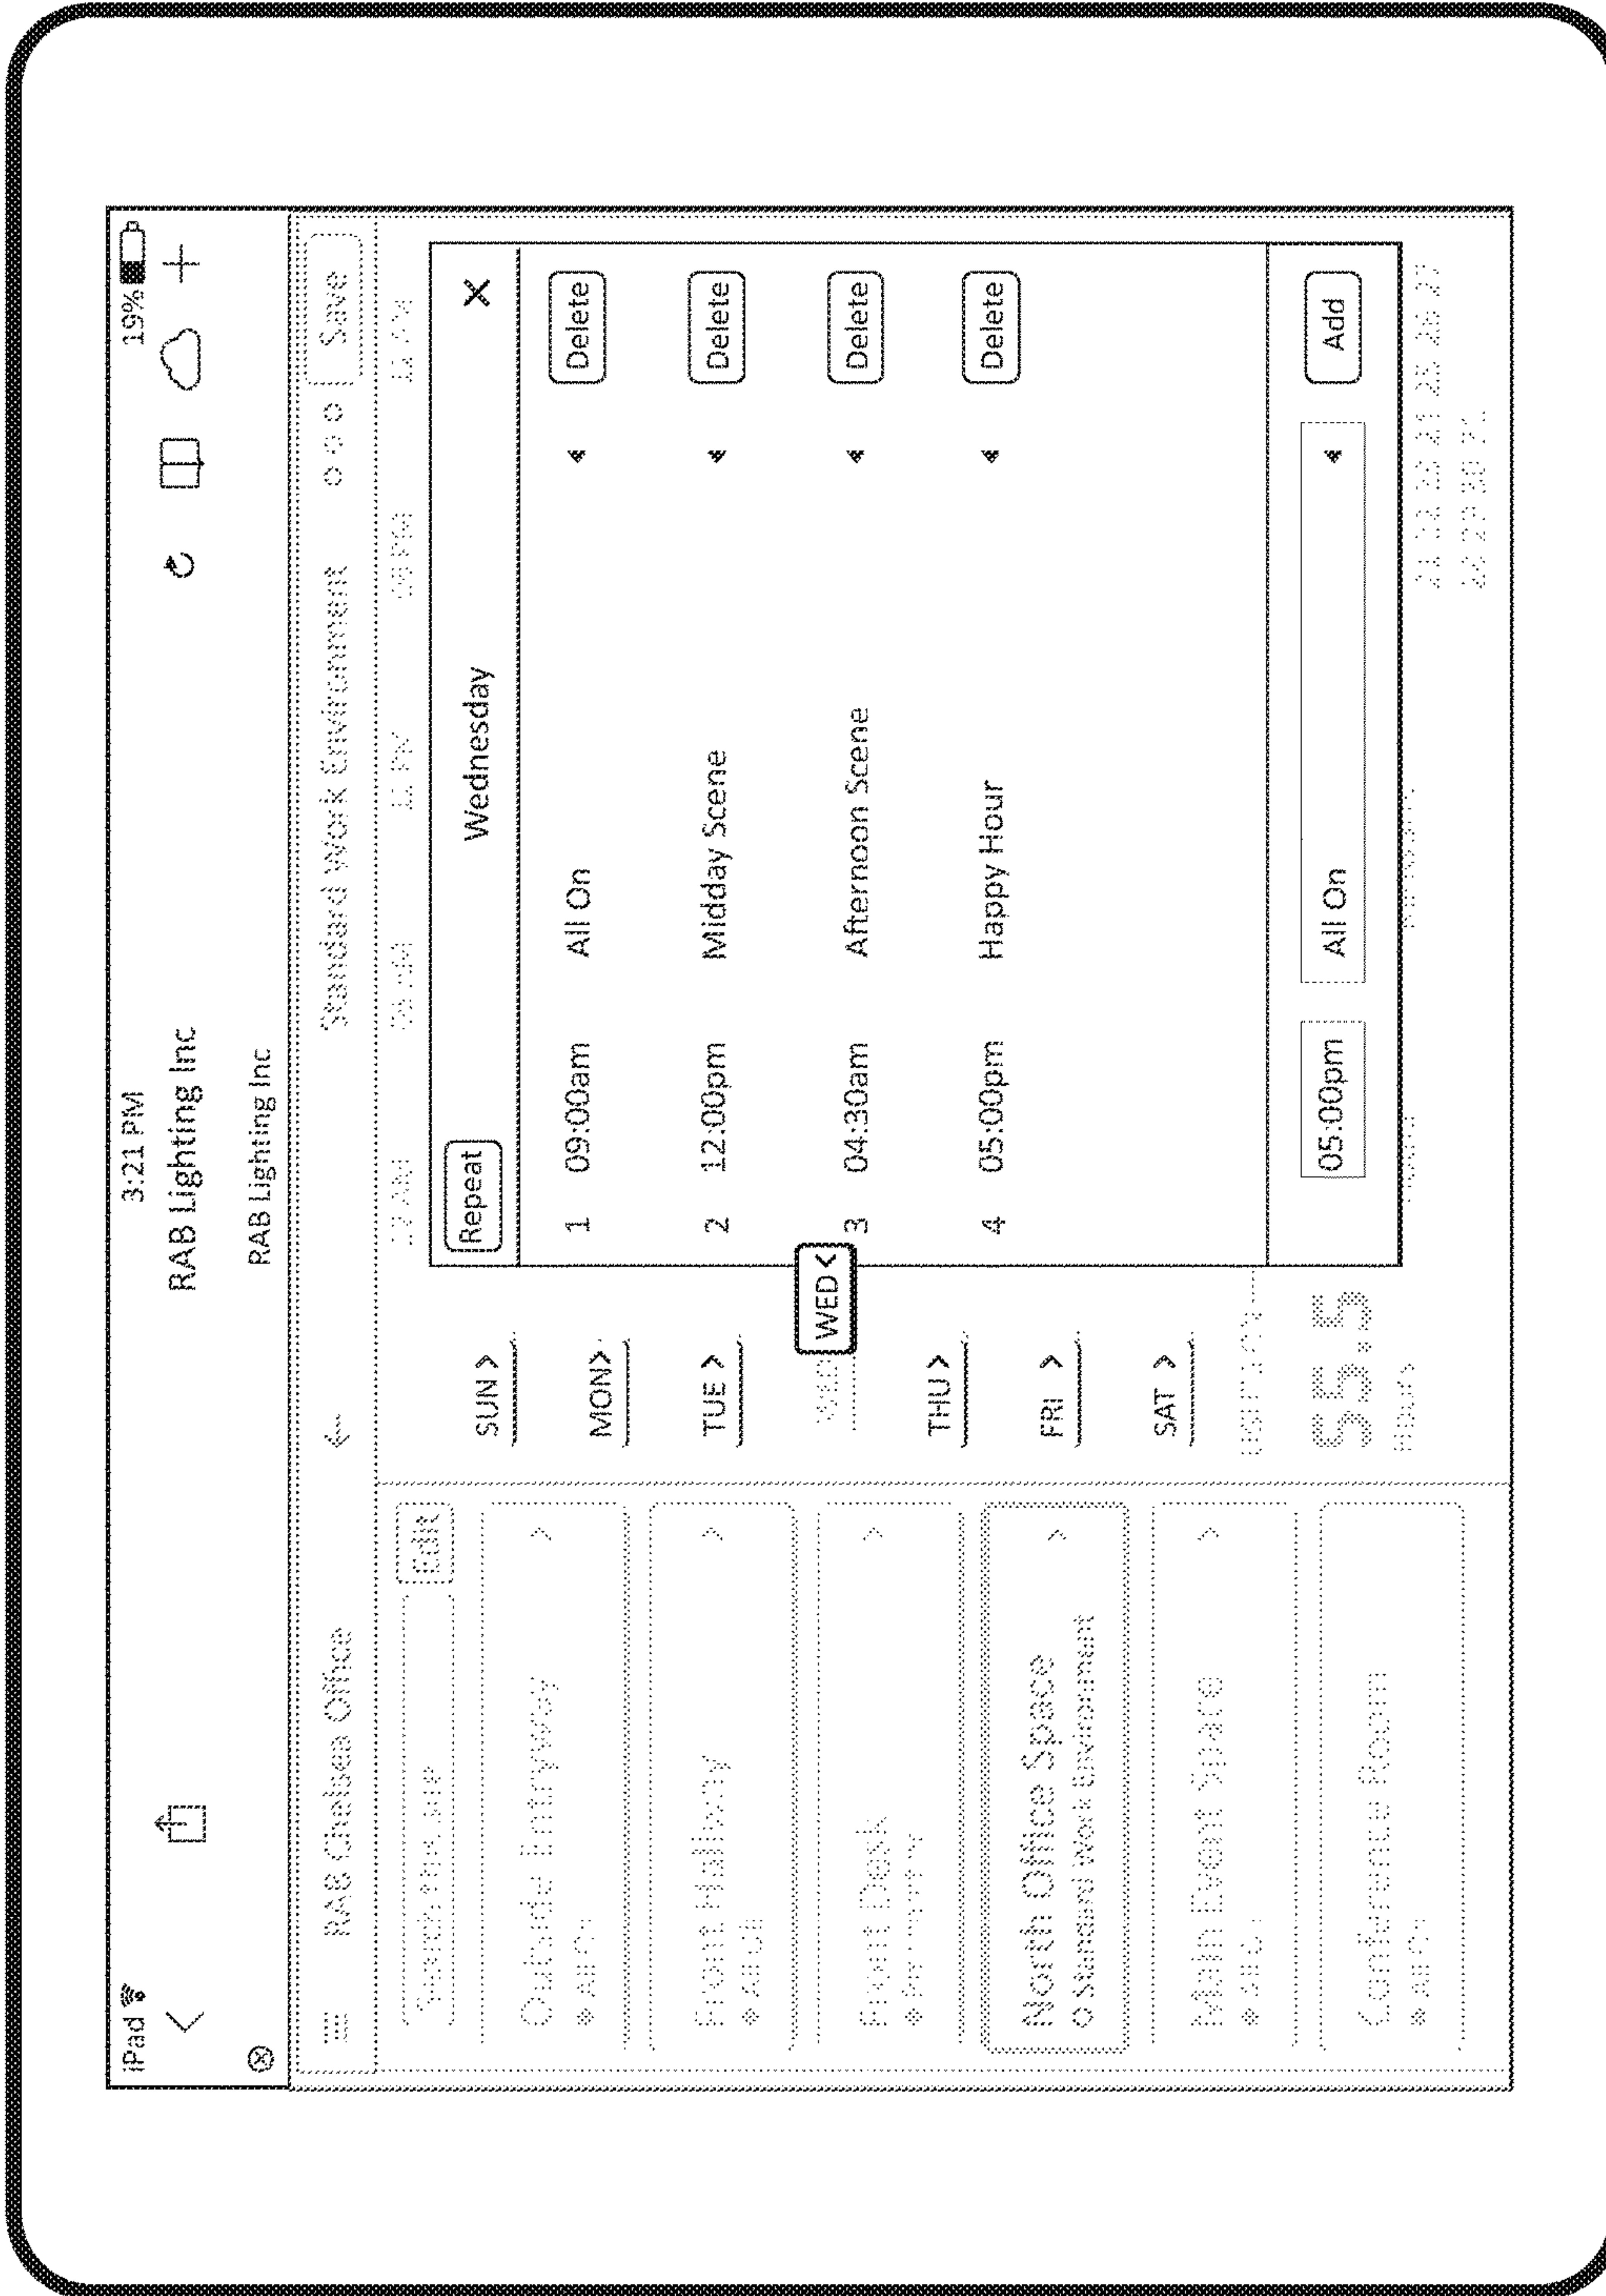 iPad 3:21 PM 19%
RAB Lighting Inc
RAB Lighting Inc
RAB Chelsea Office
Standard Work Environment
Save
Edit
Outside Entryway
Front Hallway
Front Desk
North Office Space
Standard Work Environment
Main Event Space
Conference Room
SUN >
MON>
TUE >
WED <
THU >
FRI >
SAT >
55.5
Repeat Wednesday X
1 09:00am All On Delete
2 12:00pm Midday Scene Delete
3 04:30am Afternoon Scene Delete
4 05:00pm Happy Hour Delete
05:00pm All On Add